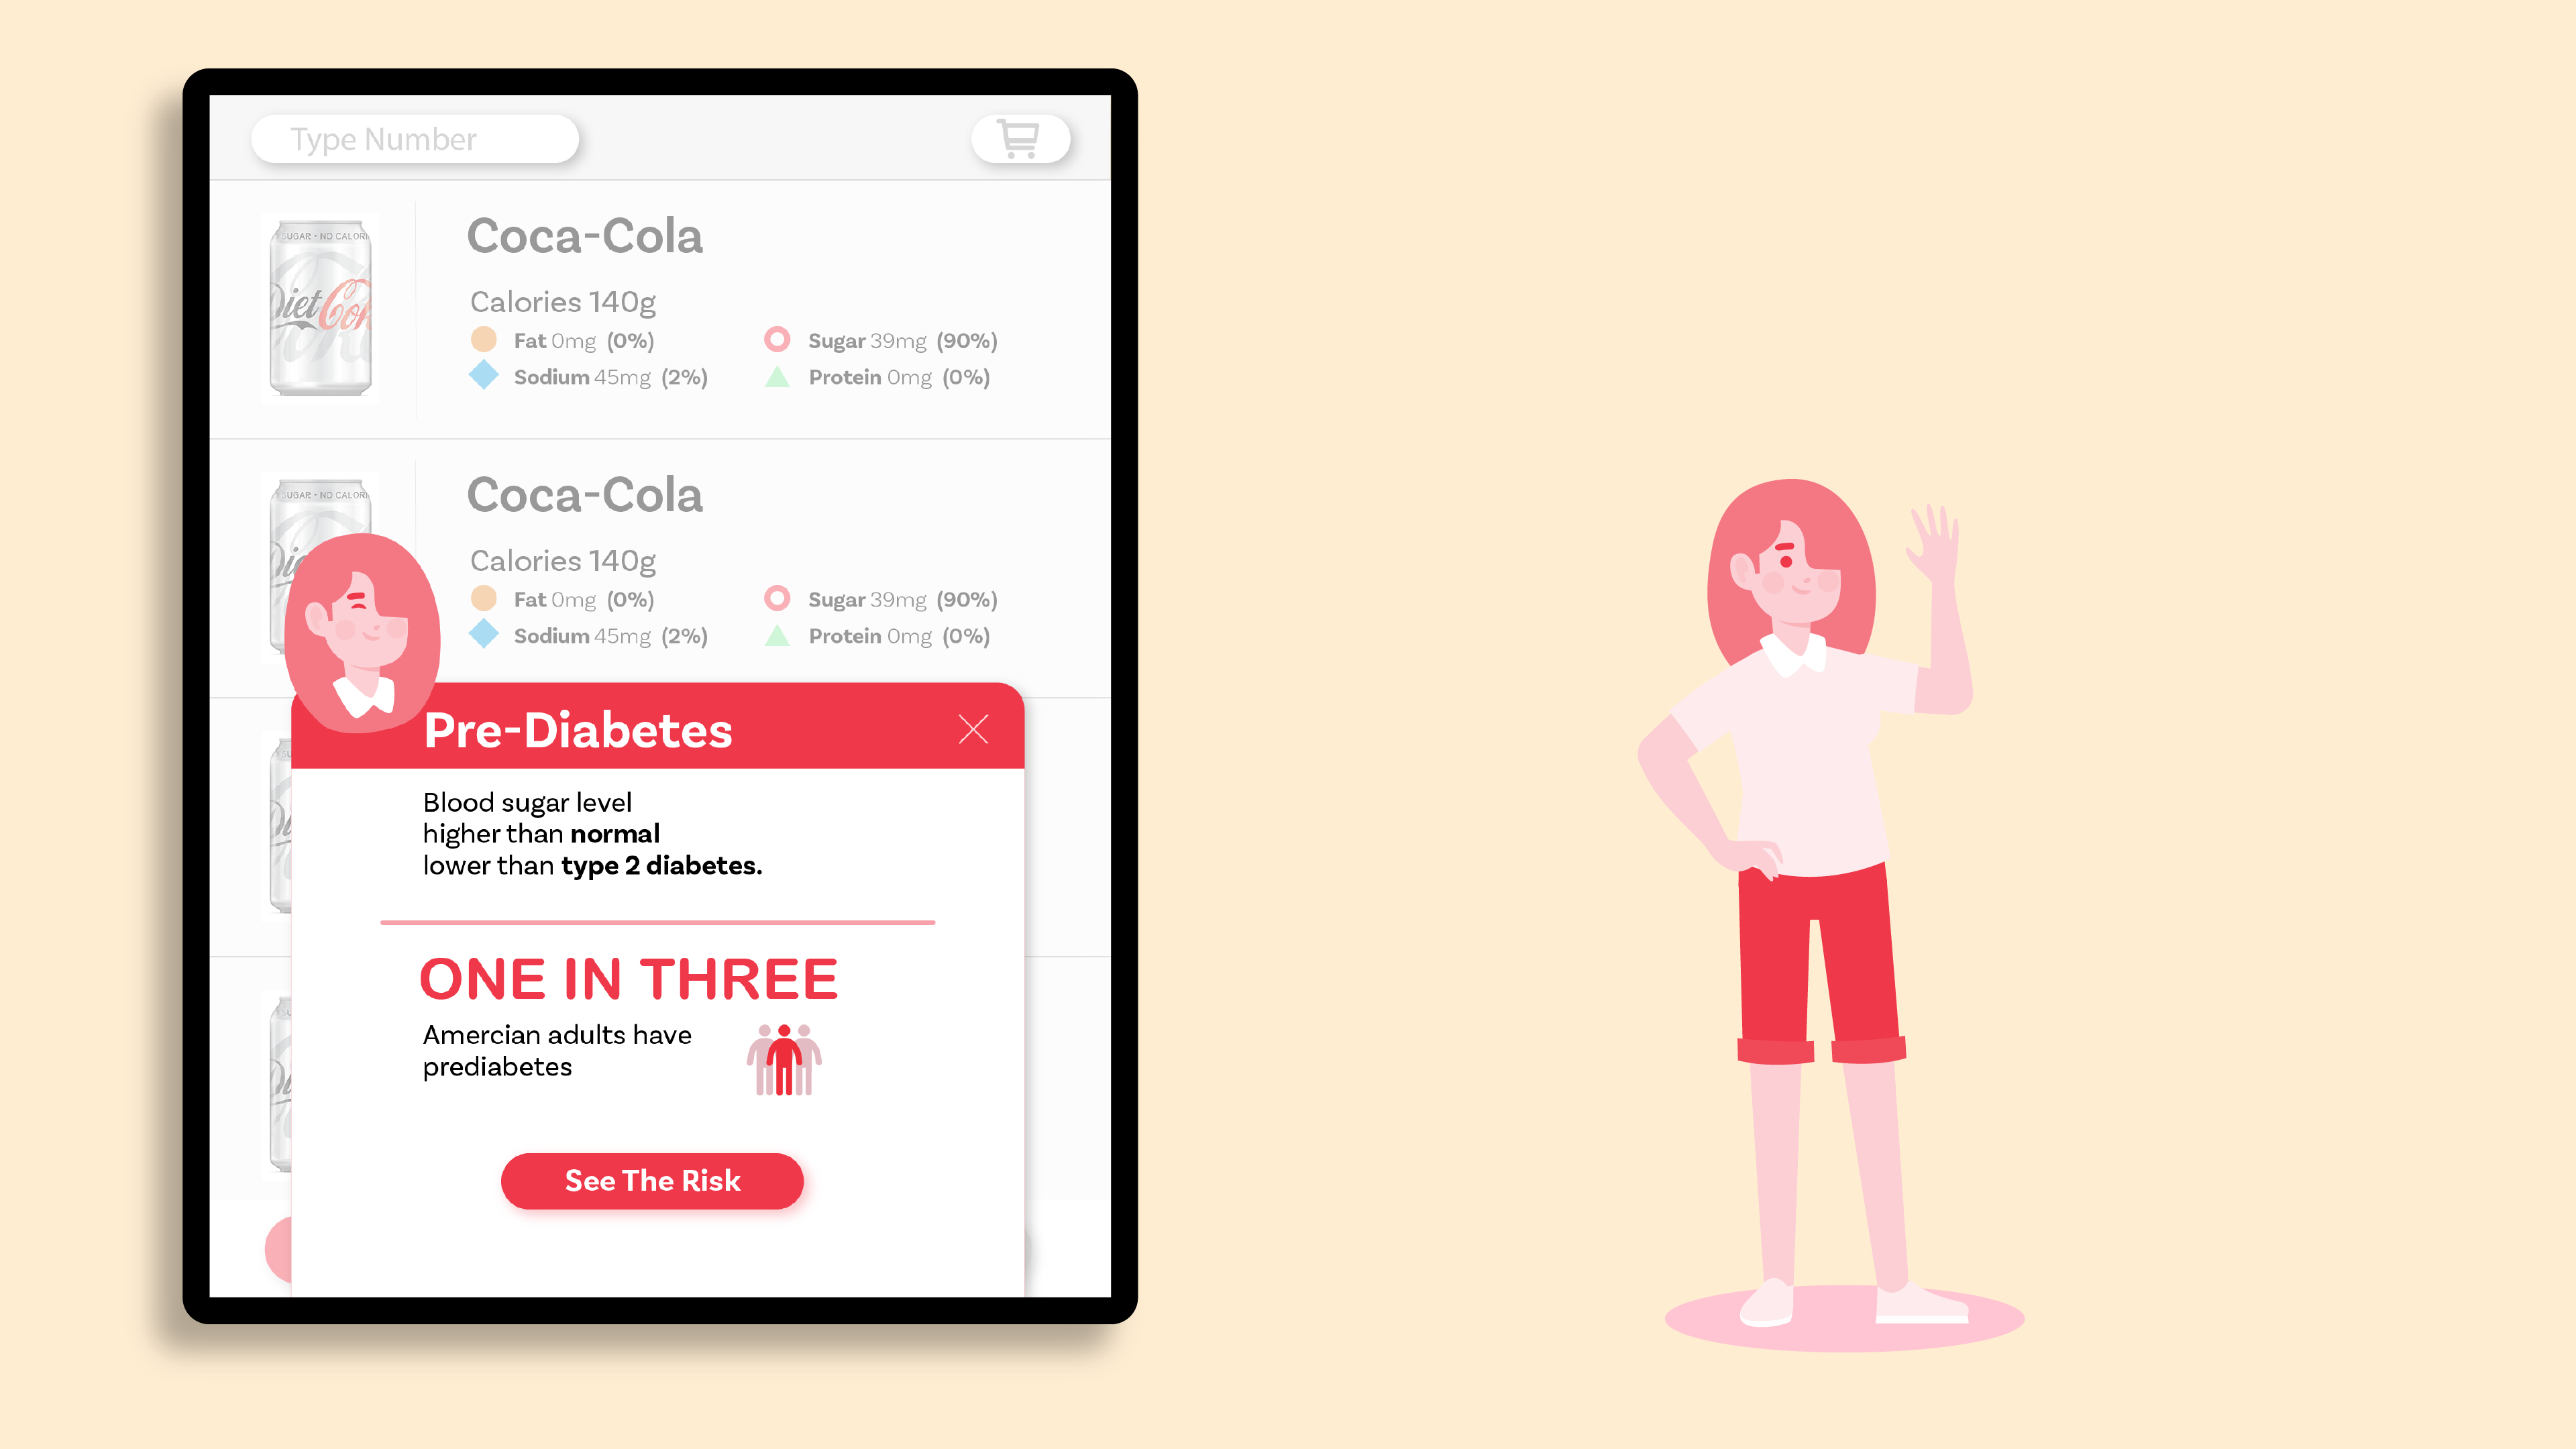 Type Number
SUGAR • NO CALORI
Diet Cok
Coca-Cola
Calories 140g
Fat 0mg (0%)
Sugar 39mg (90%)
Sodium 45mg (2%)
Protein 0mg (0%)
SUGAR • NO CALORI
Coca-Cola
Calories 140g
Fat 0mg (0%)
Sugar 39mg (90%)
Sodium 45mg (2%)
Protein 0mg (0%)
Pre-Diabetes
Blood sugar level
higher than normal
lower than type 2 diabetes.
ONE IN THREE
Amercian adults have
prediabetes
See The Risk